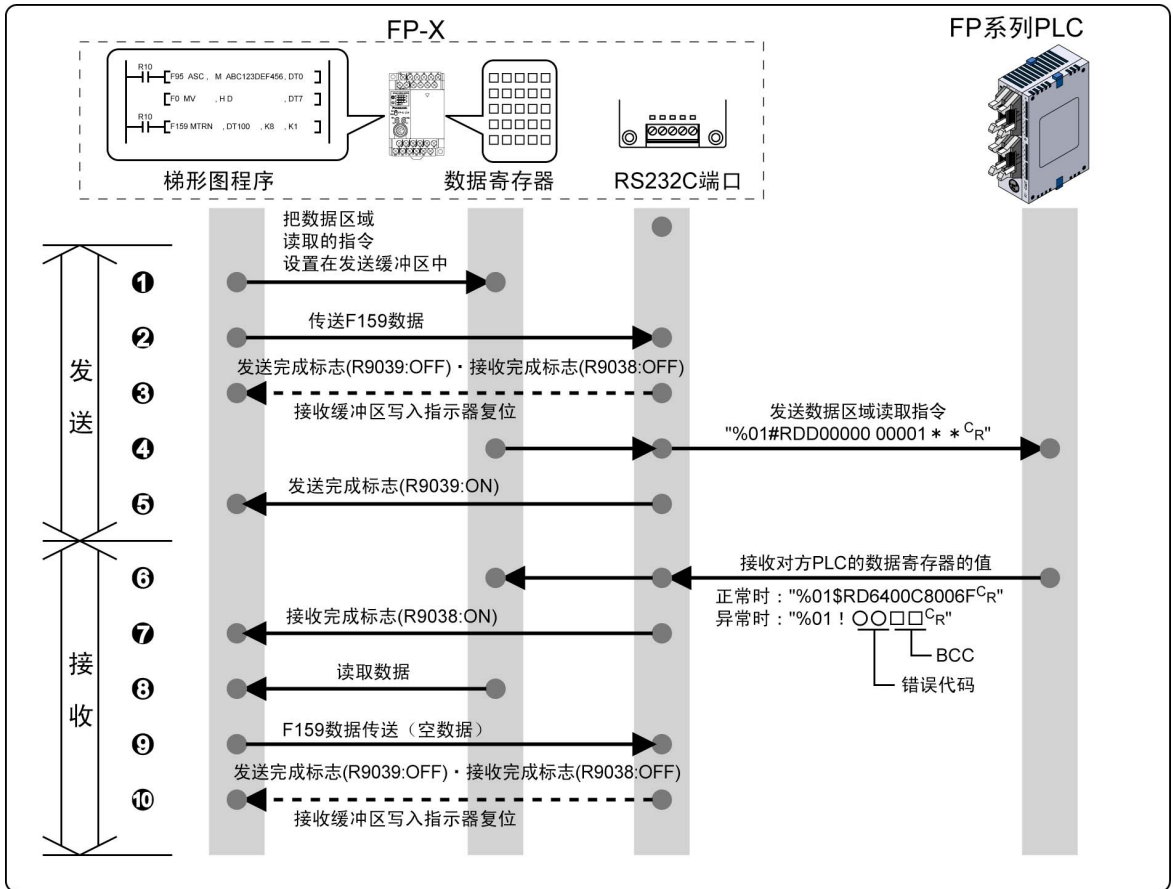 FP-X
FP系列PLC
R10
F95 ASC , M ABC123DEF456, DT0
F0 MV , H D , DT7
R10
F159 MTRN , DT100 , K8 , K1
梯形图程序
数据寄存器
RS232C端口
把数据区域
读取的指令
设置在发送缓冲区中
❶
传送F159数据
❷
发送完成标志(R9039:OFF)・接收完成标志(R9038:OFF)
❸
接收缓冲区写入指示器复位
发送数据区域读取指令
"%01#RDD00000 00001＊＊CR"
❹
发送完成标志(R9039:ON)
❺
发
送
接收对方PLC的数据寄存器的值
❻
正常时："%01$RD6400C8006FCR"
异常时："%01！○○□□CR"
BCC
错误代码
接收完成标志(R9038:ON)
❼
读取数据
❽
接
收
F159数据传送（空数据）
❾
发送完成标志(R9039:OFF)・接收完成标志(R9038:OFF)
❿
接收缓冲区写入指示器复位